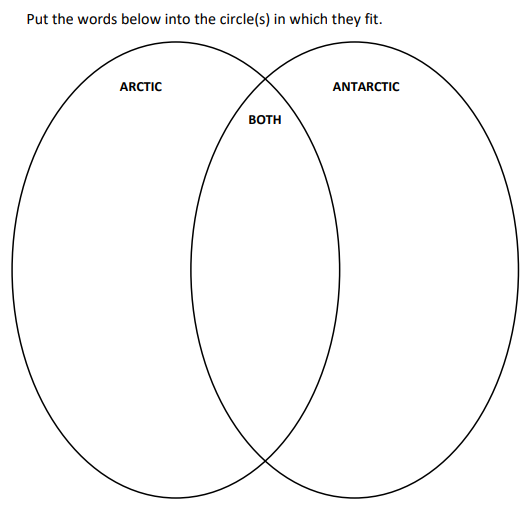 Put the words below into the circle(s) in which they fit.
ARCTIC
ANTARCTIC
BOTH